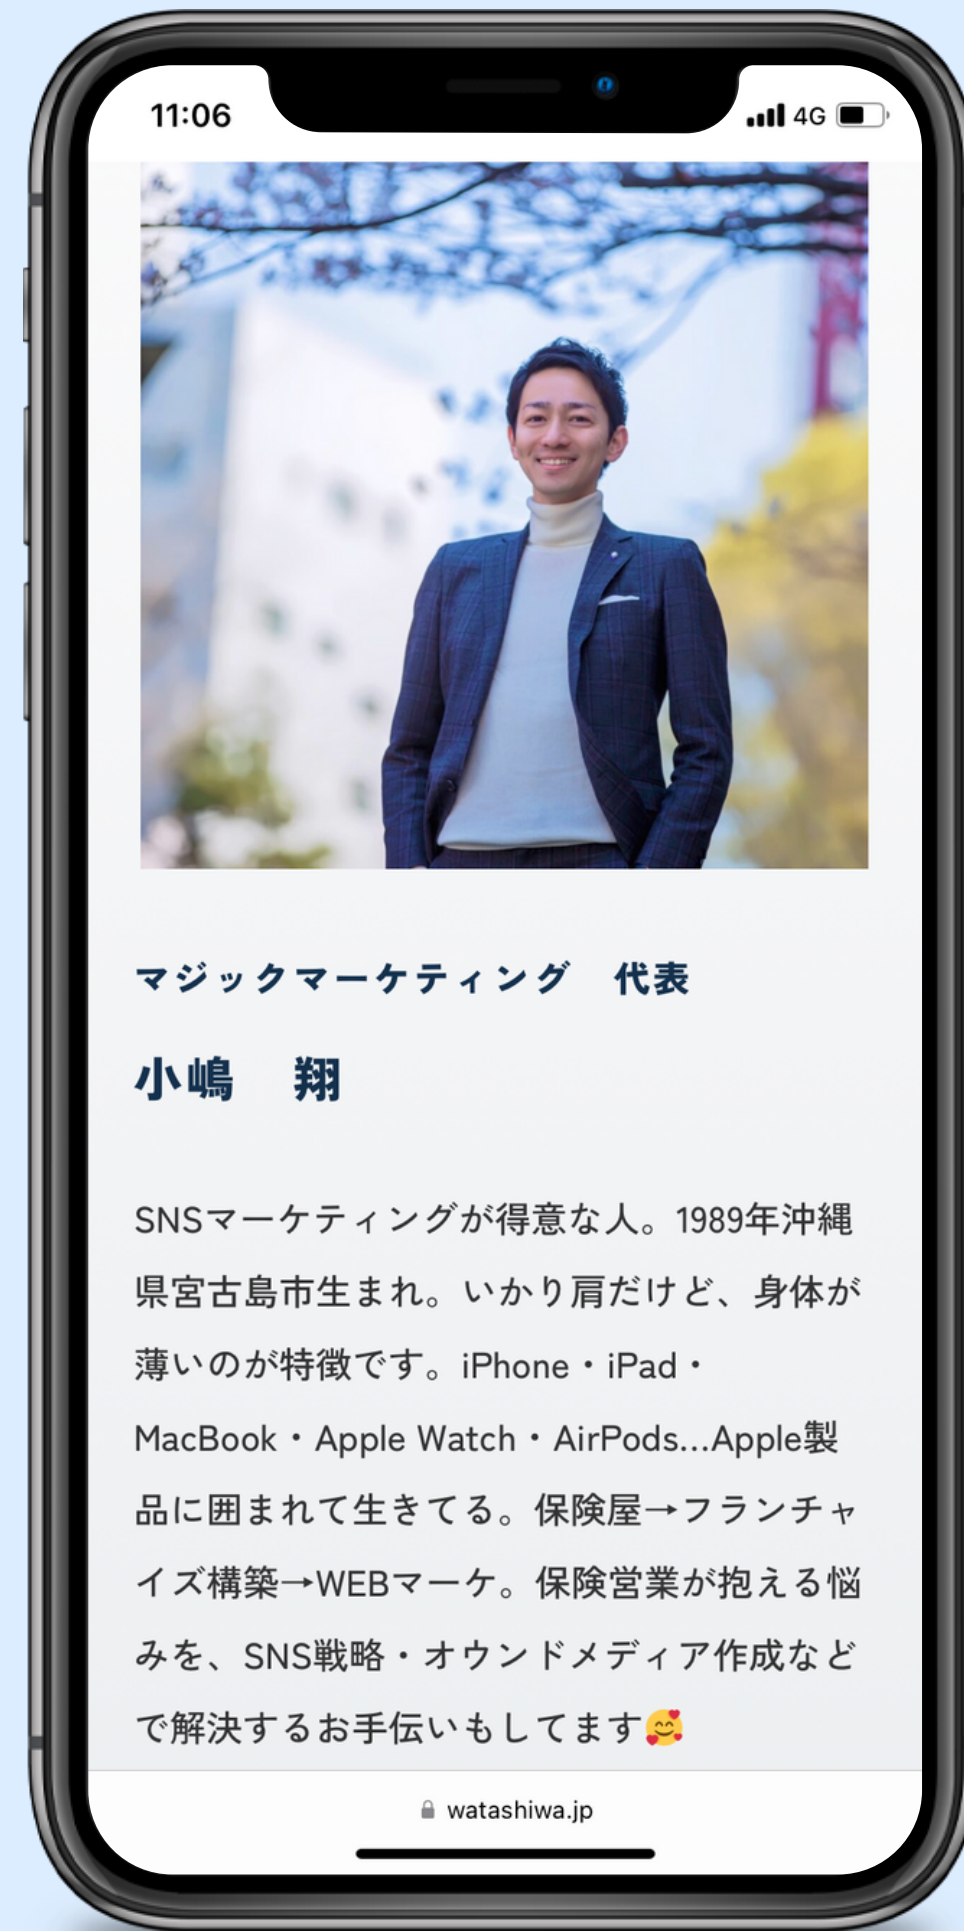 11:06
4G
マジックマーケティング　代表
小嶋　翔
SNSマーケティングが得意な人。1989年沖縄
県宮古島市生まれ。いかり肩だけど、身体が
薄いのが特徴です。iPhone・iPad・
MacBook・Apple Watch・AirPods…Apple製
品に囲まれて生きてる。保険屋→フランチャ
イズ構築→WEBマーケ。保険営業が抱える悩
みを、SNS戦略・オウンドメディア作成など
で解決するお手伝いもしてます🥰
watashiwa.jp